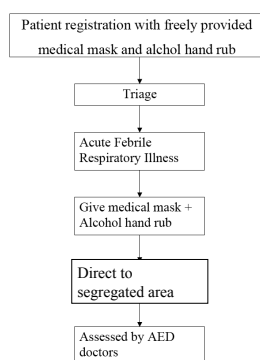 Patient registration with freely provided
medical mask and alchol hand rub
Triage
Acute Febrile
Respiratory Illness
Give medical mask +
Alcohol hand rub
Direct to
segregated area
Assessed by AED
doctors